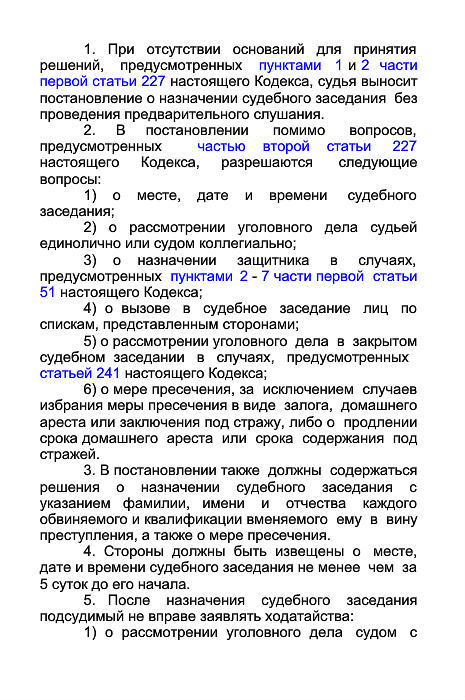 1. При отсутствии оснований для принятия
решений, предусмотренных пунктами 1 и 2 части
первой статьи 227 настоящего Кодекса, судья выносит
постановление о назначении судебного заседания без
проведения предварительного слушания.
2. В постановлении помимо вопросов,
предусмотренных частью второй статьи 227
настоящего Кодекса, разрешаются следующие
вопросы:
1) о месте, дате и времени судебного
заседания;
2) о рассмотрении уголовного дела судьей
единолично или судом коллегиально;
3) о назначении защитника в случаях,
предусмотренных пунктами 2 - 7 части первой статьи
51 настоящего Кодекса;
4) о вызове в судебное заседание лиц по
спискам, представленным сторонами;
5) о рассмотрении уголовного дела в закрытом
судебном заседании в случаях, предусмотренных
статьей 241 настоящего Кодекса;
6) о мере пресечения, за исключением случаев
избрания меры пресечения в виде залога, домашнего
ареста или заключения под стражу, либо о продлении
срока домашнего ареста или срока содержания под
стражей.
3. В постановлении также должны содержаться
решения о назначении судебного заседания с
указанием фамилии, имени и отчества каждого
обвиняемого и квалификации вменяемого ему в вину
преступления, а также о мере пресечения.
4. Стороны должны быть извещены о месте,
дате и времени судебного заседания не менее чем за
5 суток до его начала.
5. После назначения судебного заседания
подсудимый не вправе заявлять ходатайства:
1) о рассмотрении уголовного дела судом с